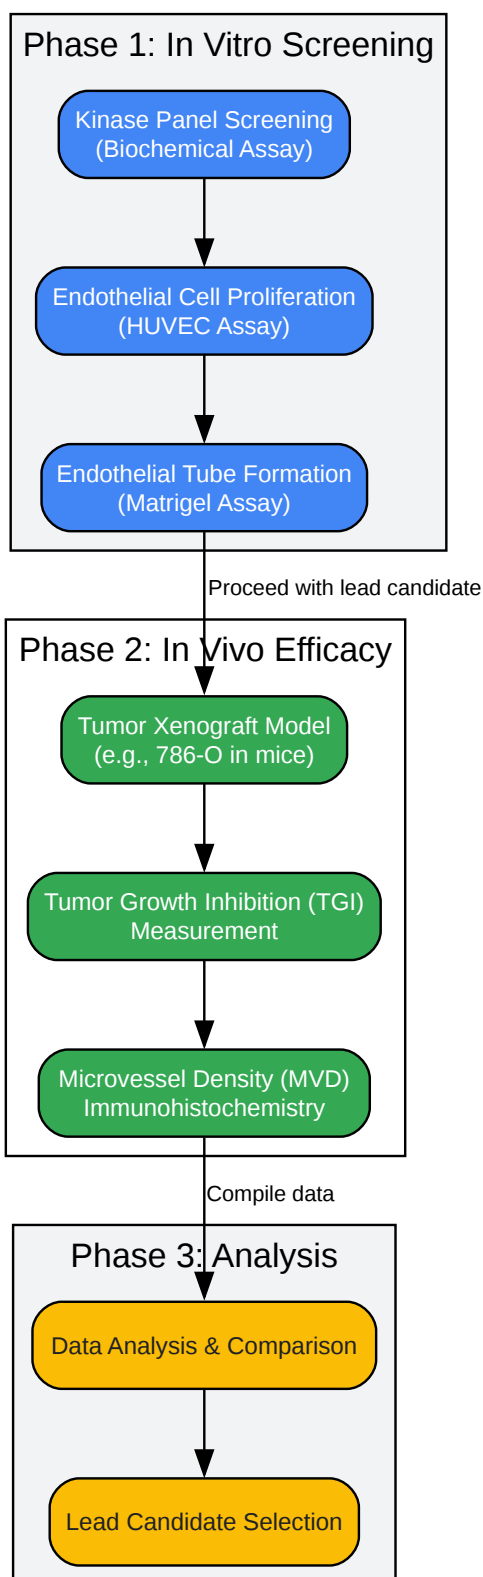 Phase 1: In Vitro Screening
Kinase Panel Screening
(Biochemical Assay)
Endothelial Cell Proliferation
(HUVEC Assay)
Endothelial Tube Formation
(Matrigel Assay)
Proceed with lead candidate
Phase 2: In Vivo Efficacy
Tumor Xenograft Model
(e.g., 786-O in mice)
Tumor Growth Inhibition (TGI)
Measurement
Microvessel Density (MVD)
Immunohistochemistry
Compile data
Phase 3: Analysis
Data Analysis & Comparison
Lead Candidate Selection